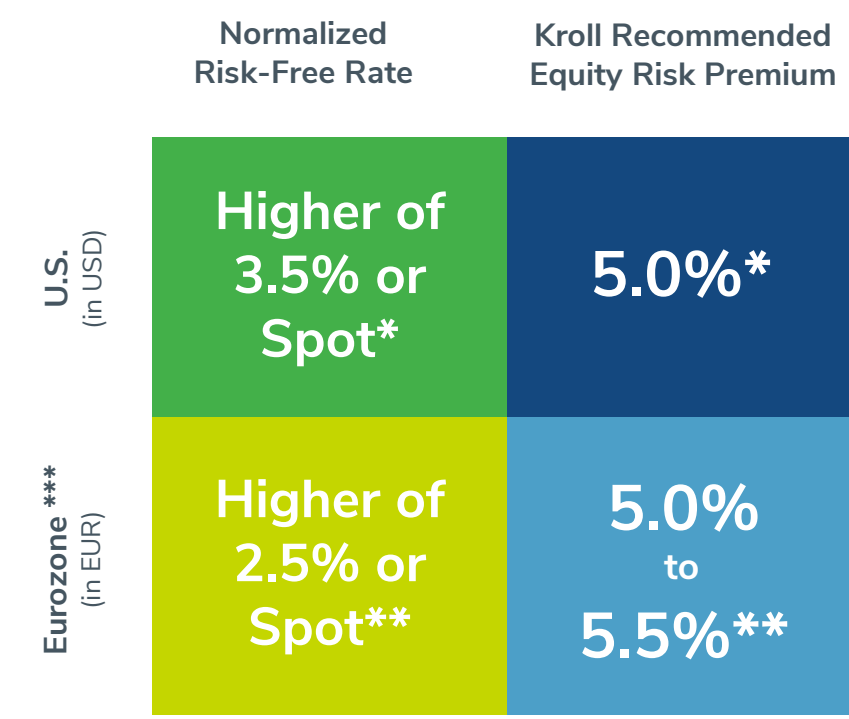 Normalized
Risk-Free Rate
Kroll Recommended
Equity Risk Premium
U.S.
(in USD)
Higher of
3.5% or
Spot*
5.0%*
Eurozone ***
(in EUR)
Higher of
2.5% or
Spot**
5.0%
to
5.5%**